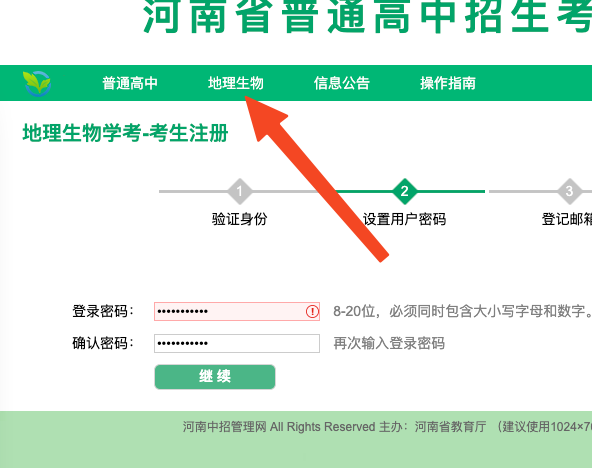 河南省普通高中招生考
普通高中 地理生物 信息公告 操作指南
地理生物学考-考生注册
1 2 3
验证身份 设置用户密码 登记邮箱
登录密码： ••••••••••• 8-20位，必须同时包含大小写字母和数字。
确认密码： ••••••••••• 再次输入登录密码
继 续
河南中招管理网 All Rights Reserved 主办：河南省教育厅 （建议使用1024×76